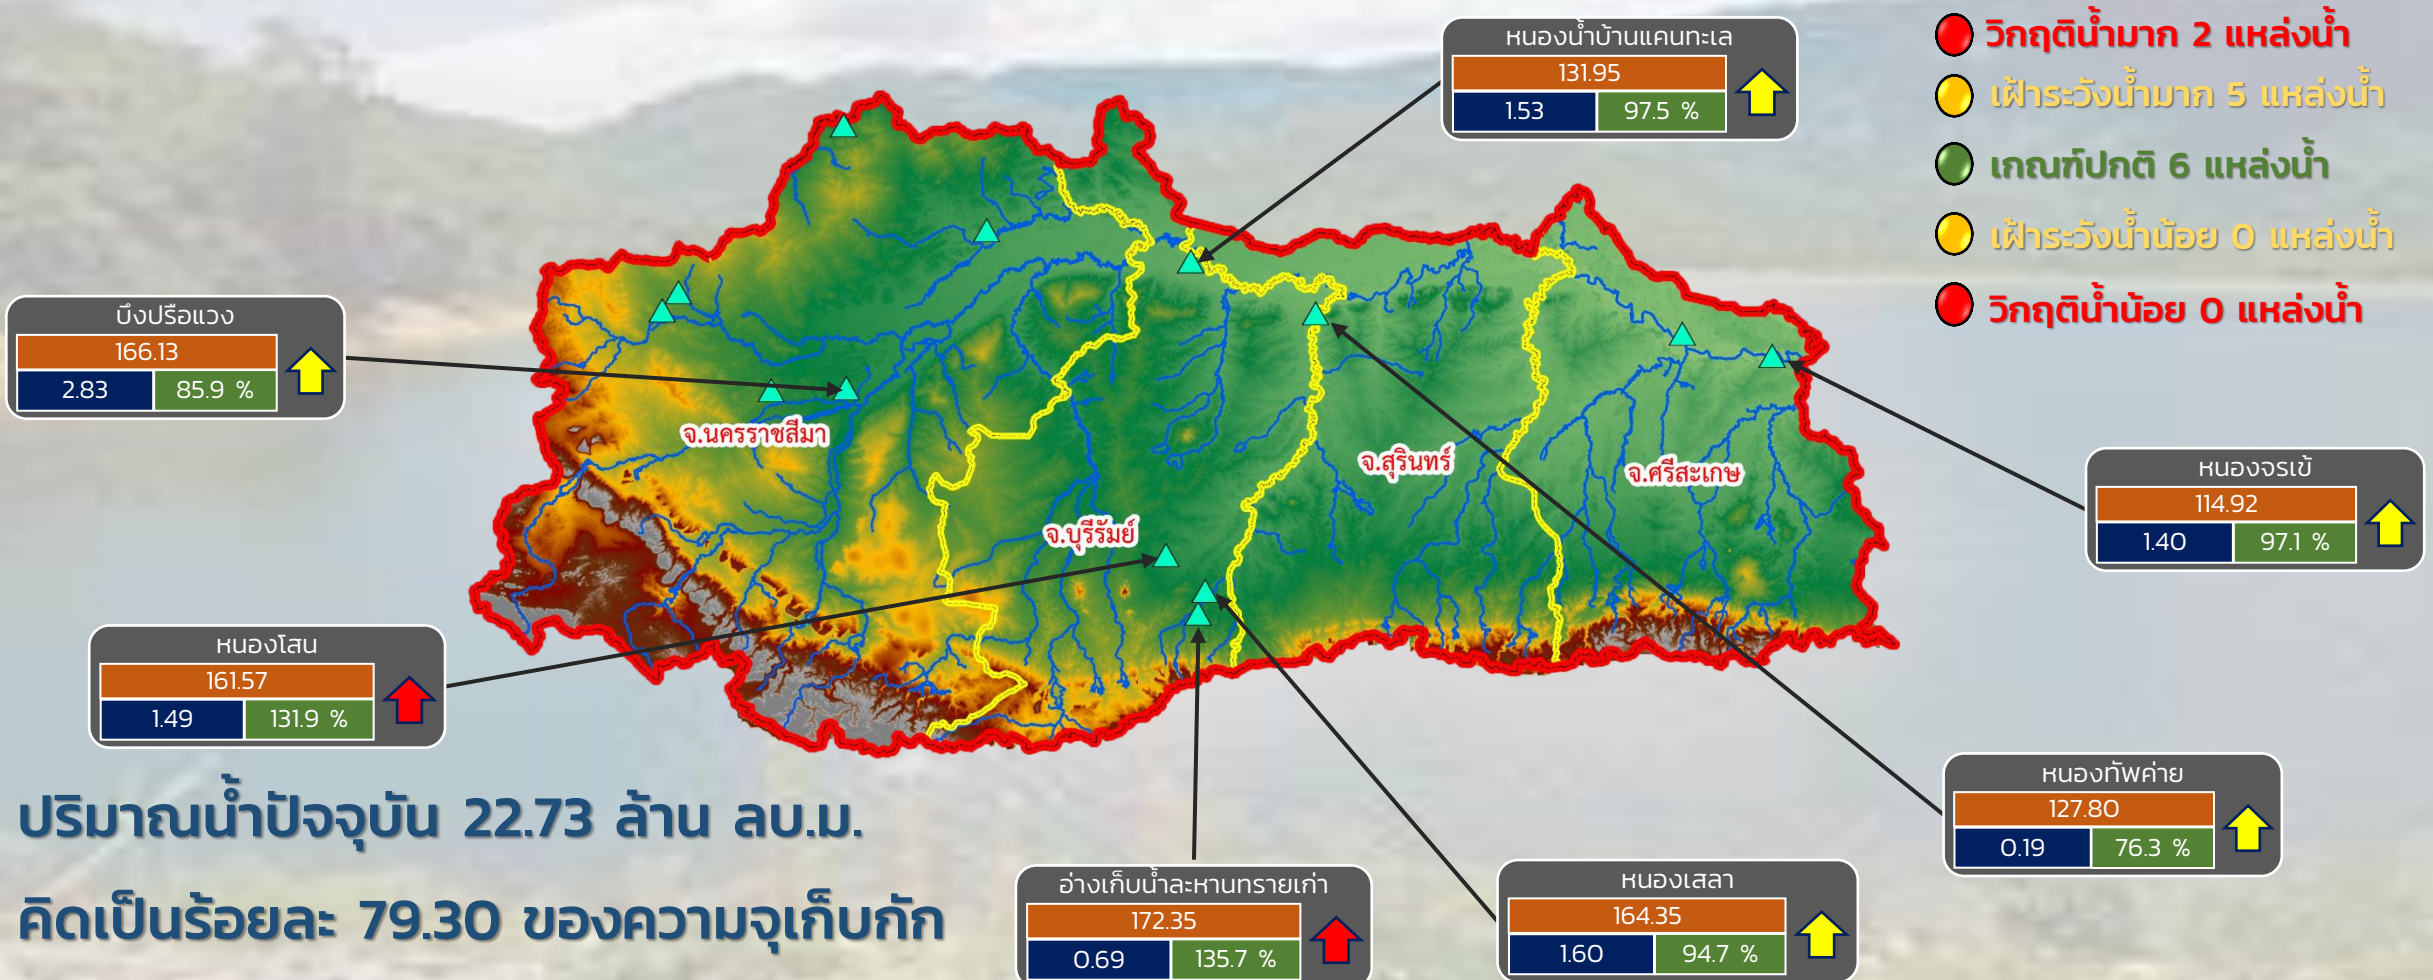 หนองน้ำบ้านแคนทะเล
131.95
1.53 97.5 %
วิกฤติน้ำมาก 2 แหล่งน้ำ
เฝ้าระวังน้ำมาก 5 แหล่งน้ำ
เกณฑ์ปกติ 6 แหล่งน้ำ
เฝ้าระวังน้ำน้อย 0 แหล่งน้ำ
วิกฤติน้ำน้อย 0 แหล่งน้ำ
บึงปรือแวง
166.13
2.83 85.9 %
จ.นครราชสีมา
จ.สุรินทร์
จ.ศรีสะเกษ
จ.บุรีรัมย์
หนองจรเข้
114.92
1.40 97.1 %
หนองโสน
161.57
1.49 131.9 %
หนองทัพค่าย
127.80
0.19 76.3 %
อ่างเก็บน้ำละหานทรายเก่า
172.35
0.69 135.7 %
หนองเสลา
164.35
1.60 94.7 %
ปริมาณน้ำปัจจุบัน 22.73 ล้าน ลบ.ม.
คิดเป็นร้อยละ 79.30 ของความจุเก็บกัก